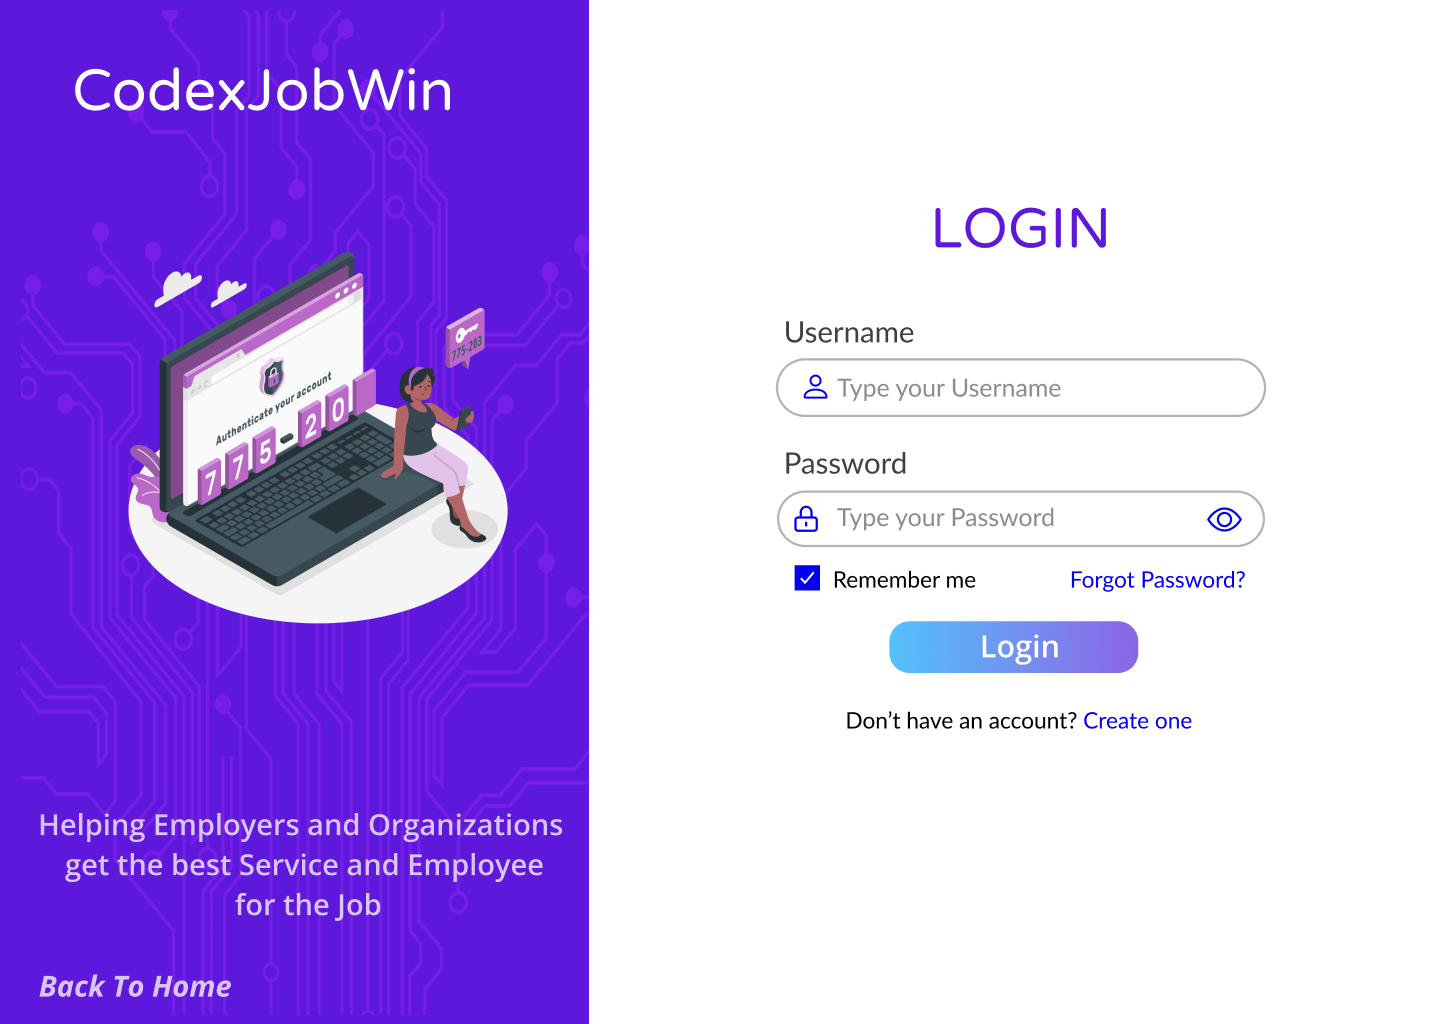 CodexJobWin
775-203
Authenticate your account
775-20
Helping Employers and Organizations
get the best Service and Employee
for the Job
Back To Home
LOGIN
Username
Type your Username
Password
Type your Password
Remember me
Forgot Password?
Login
Don’t have an account? Create one